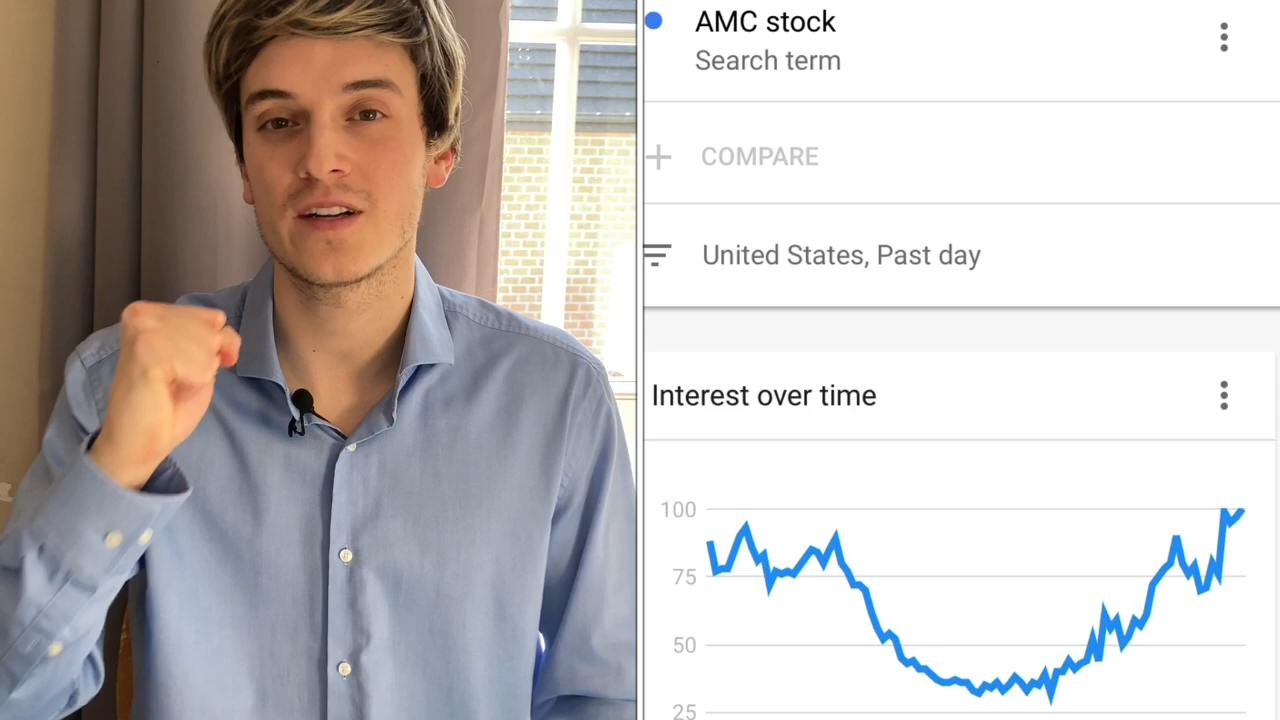 AMC stock
Search term
COMPARE
United States, Past day
Interest over time
100
75
50
25